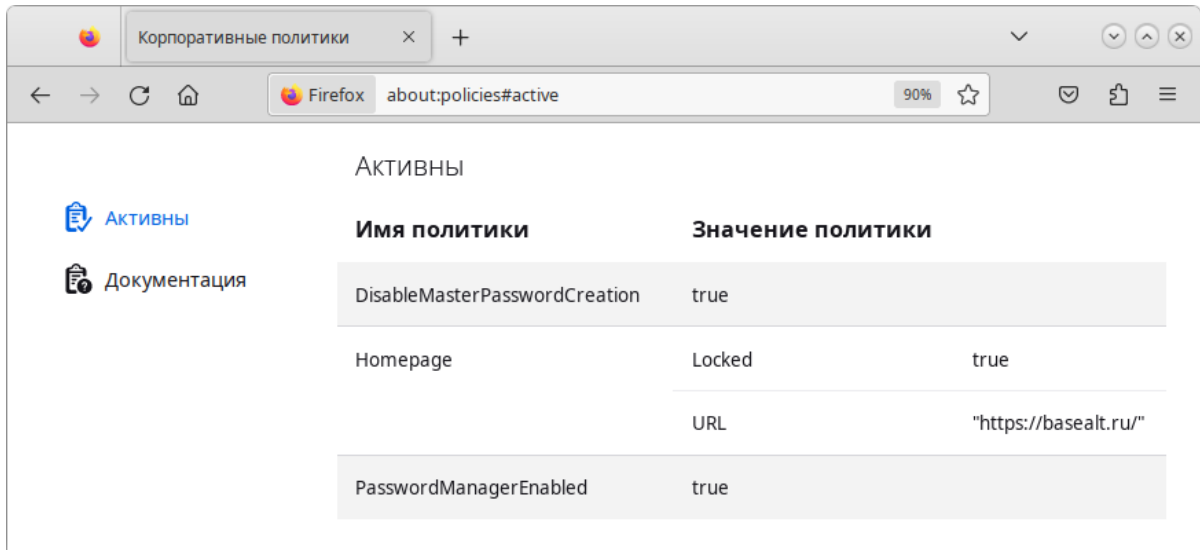 Корпоративные политики
Firefox about:policies#active 90%
Активны
Активны
Документация
Имя политики Значение политики
DisableMasterPasswordCreation true
Homepage Locked true
URL "https://basealt.ru/"
PasswordManagerEnabled true